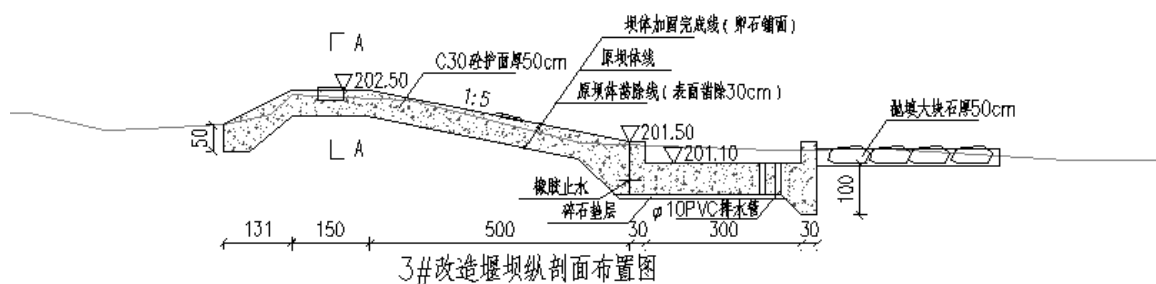 坝体加固完成线(卵石铺面)
A
C30砼护面厚50cm
原坝体线
202.50
原坝体凿除线(表面凿除30cm)
1:5
抛填大块石厚50cm
201.50
50
201.10
A
橡胶止水
100
碎石垫层
φ10PVC排水管
131 150 500 30 300 30
3#改造堰坝纵剖面布置图